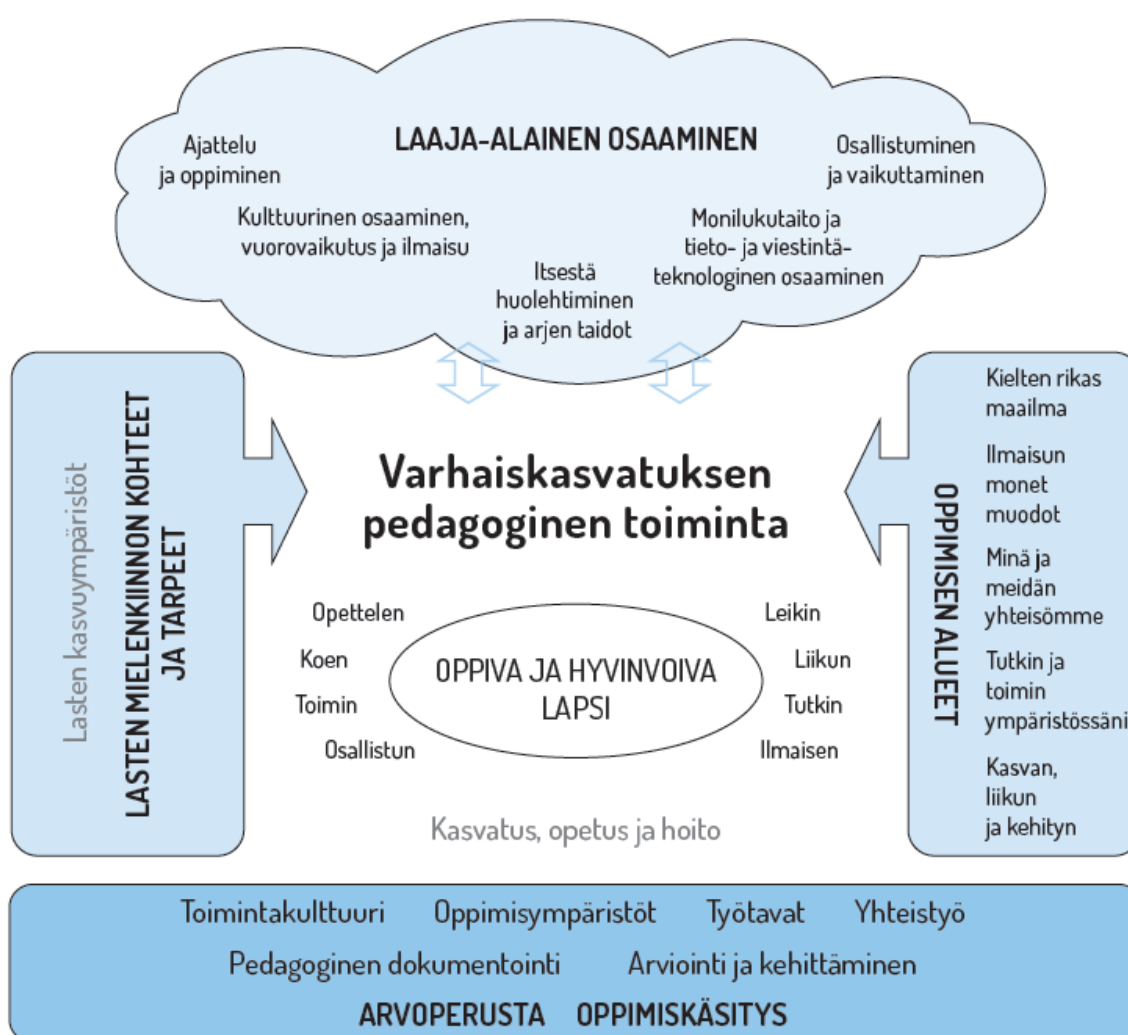 LAAJA-ALAINEN OSAAMINEN
Ajattelu
ja oppiminen
Kulttuurinen osaaminen,
vuorovaikutus ja ilmaisu
Itsestä
huolehtiminen
ja arjen taidot
Monilukutaito ja
tieto- ja viestintä-
teknologinen osaaminen
Osallistuminen
ja vaikuttaminen
Lasten kasvuympäristöt
LASTEN MIELENKIINNON KOHTEET
JA TARPEET
Varhaiskasvatuksen
pedagoginen toiminta
Opettelen
Koen
Toimin
Osallistun
OPPIVA JA HYVINVOIVA
LAPSI
Leikin
Liikun
Tutkin
Ilmaisen
Kasvatus, opetus ja hoito
OPPIMISEN ALUEET
Kielten rikas
maailma
Ilmaisun
monet
muodot
Minä ja
meidän
yhteisömme
Tutkin ja
toimin
ympäristössäni
Kasvan,
liikun
ja kehityn
Toimintakulttuuri Oppimisympäristöt Työtavat Yhteistyö
Pedagoginen dokumentointi Arviointi ja kehittäminen
ARVOPERUSTA OPPIMISKÄSITYS